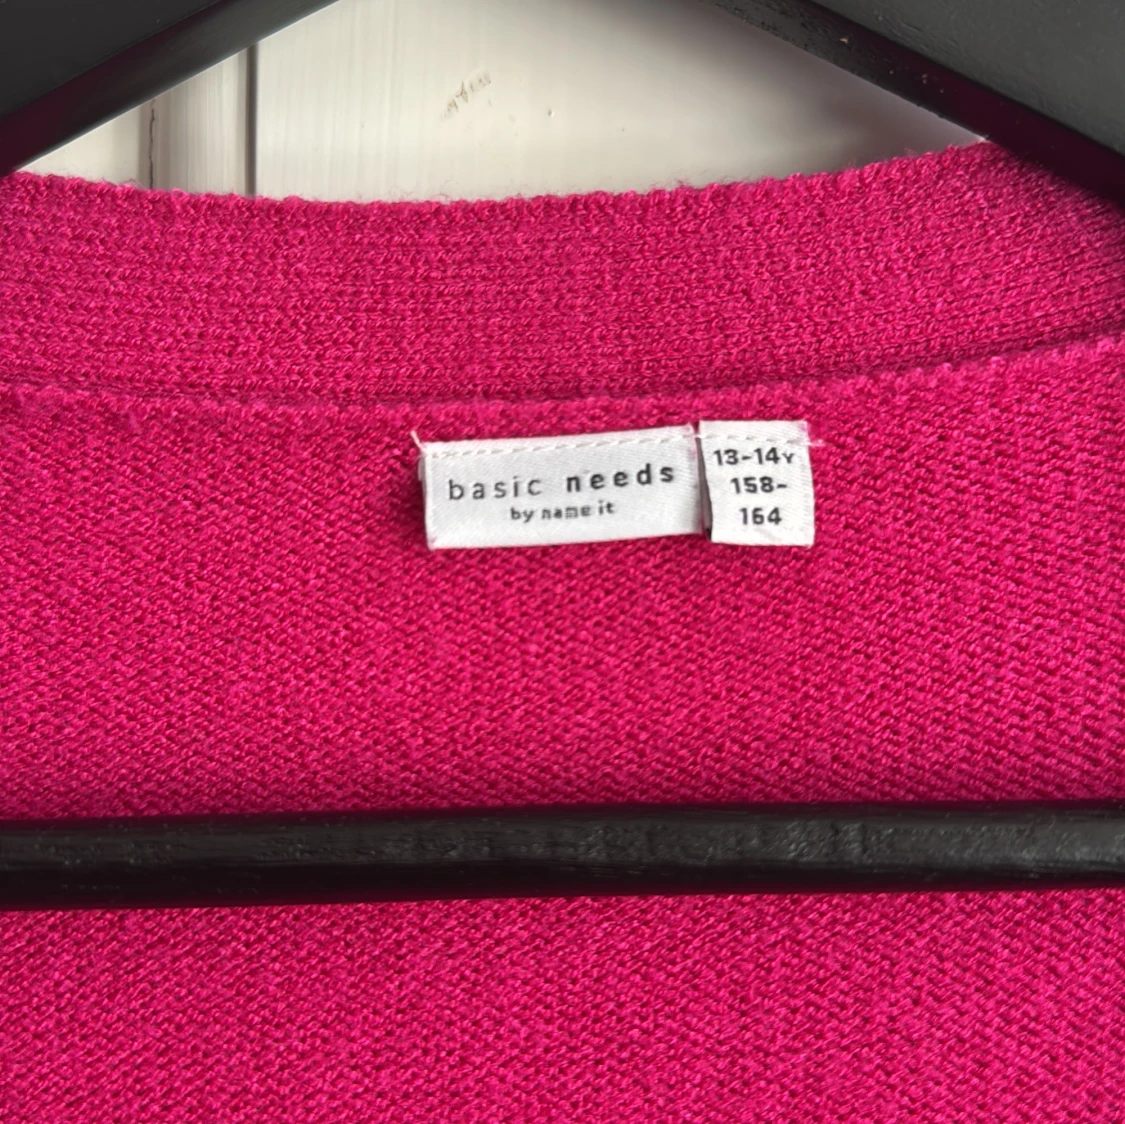 basic needs
by name it
13-14Y
158-
164